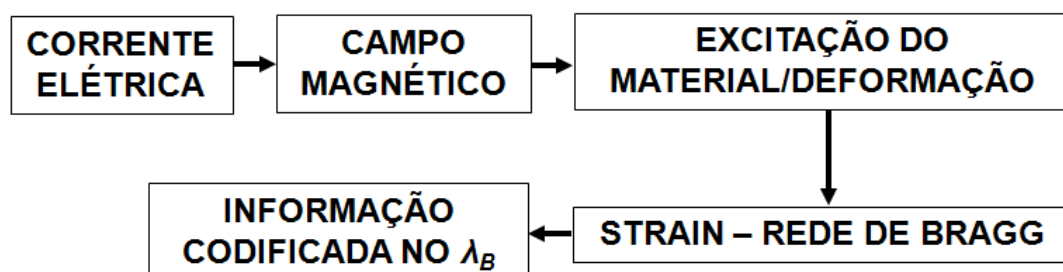 CORRENTE
ELÉTRICA
CAMPO
MAGNÉTICO
EXCITAÇÃO DO
MATERIAL/DEFORMAÇÃO
STRAIN – REDE DE BRAGG
INFORMAÇÃO
CODIFICADA NO λB